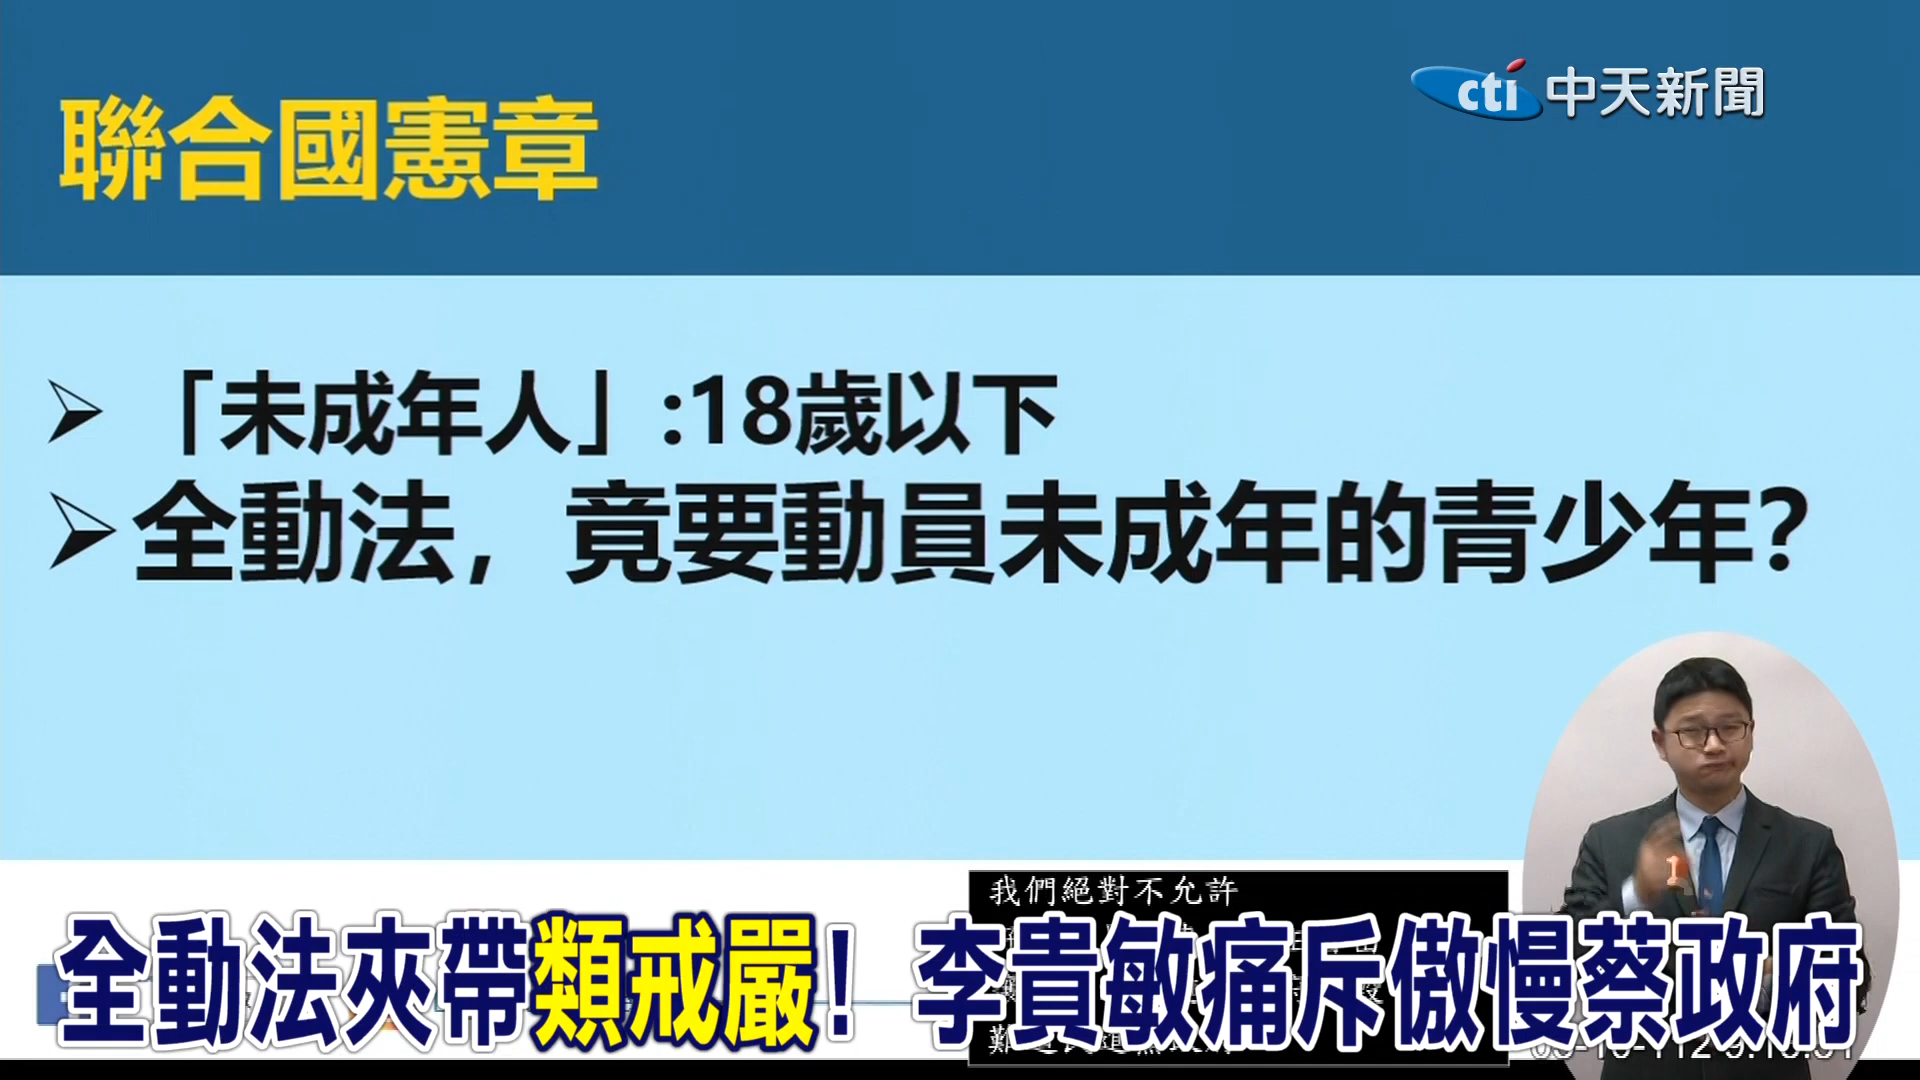 cti 中天新聞
聯合國憲章
「未成年人」:18歲以下
全動法，竟要動員未成年的青少年?
我們絕對不允許
全動法夾帶類戒嚴! 李貴敏痛斥傲慢蔡政府